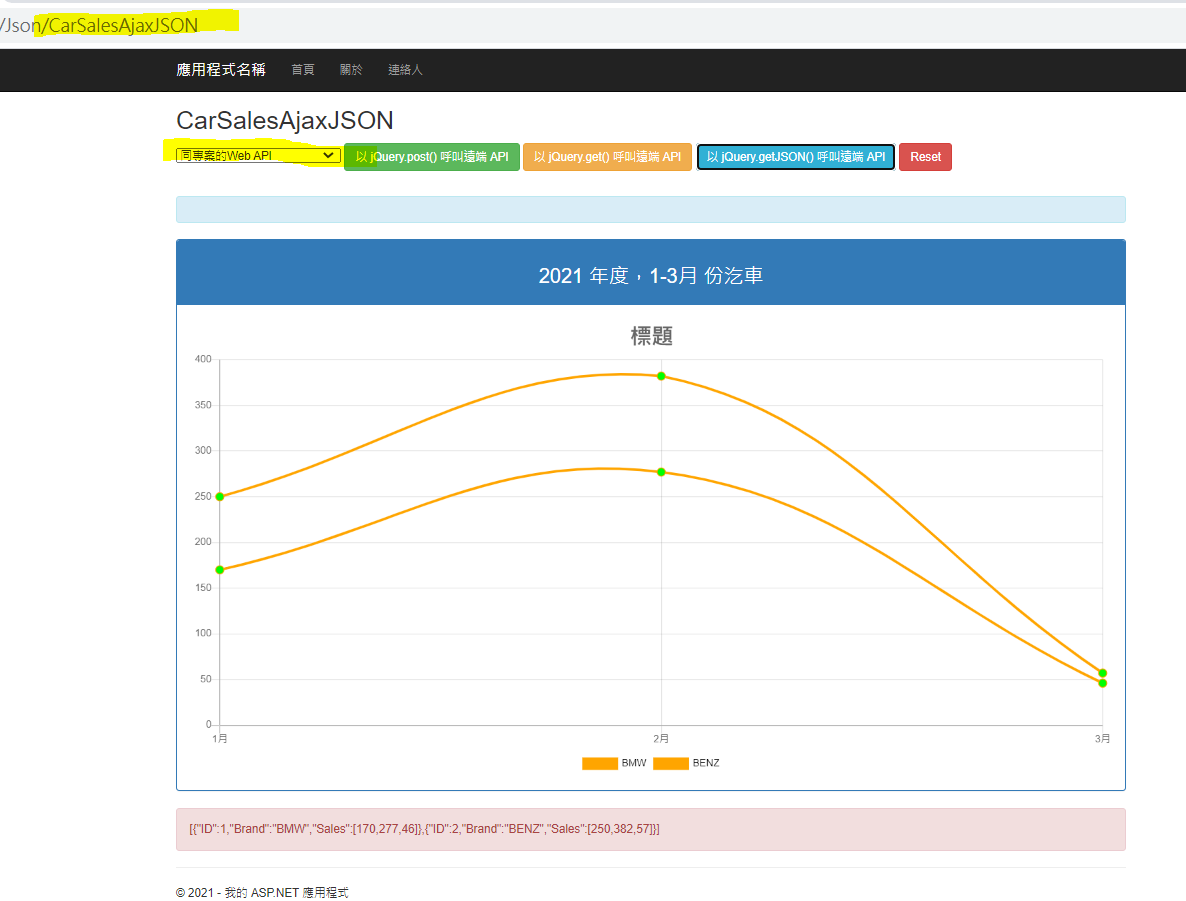 /Json/CarSalesAjaxJSON
應用程式名稱 首頁 關於 連絡人
CarSalesAjaxJSON
同專案的Web API 以 jQuery.post() 呼叫遠端 API 以 jQuery.get() 呼叫遠端 API 以 jQuery.getJSON() 呼叫遠端 API Reset
2021 年度，1-3月 份汔車
標題
400
350
300
250
200
150
100
50
0
1月 2月 3月
BMW BENZ
[{"ID":1,"Brand":"BMW","Sales":[170,277,46]},{"ID":2,"Brand":"BENZ","Sales":[250,382,57]}]
© 2021 - 我的 ASP.NET 應用程式